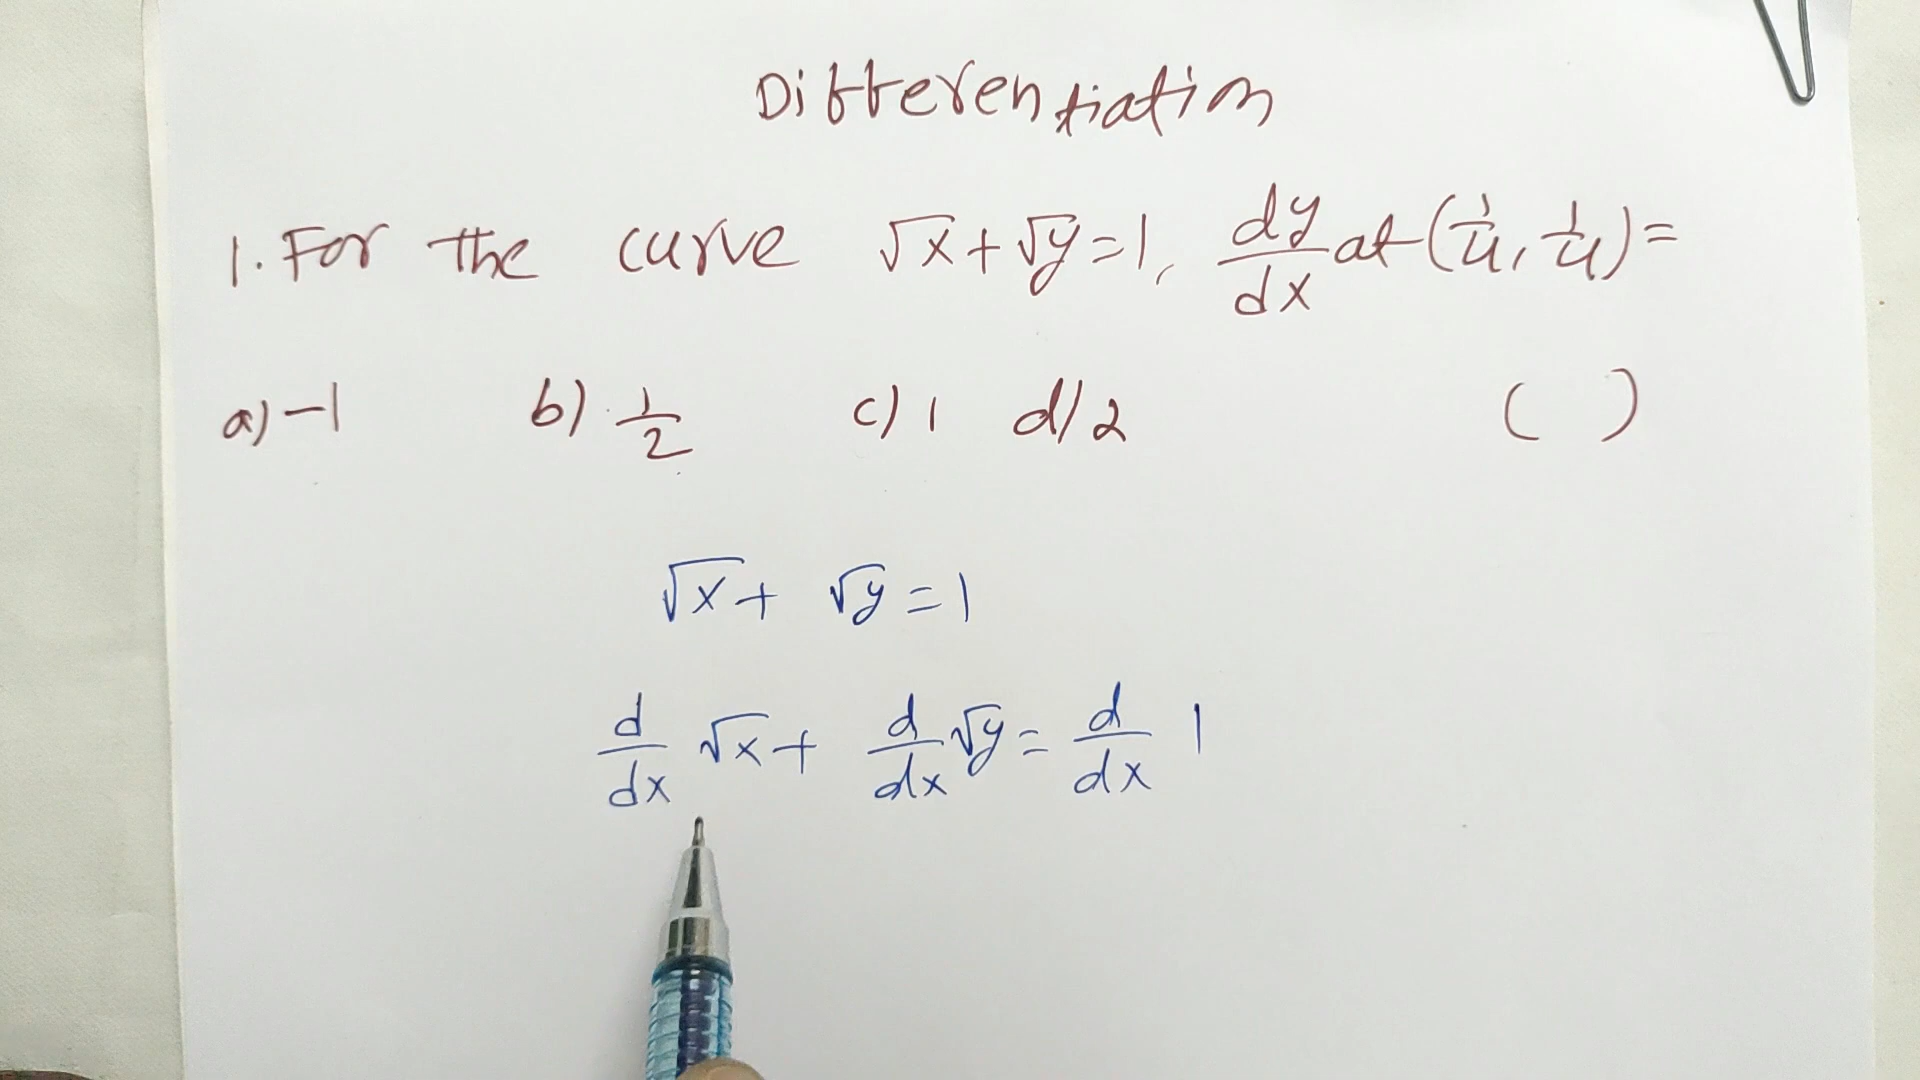 Differentiation
1. For the curve √x + √y = 1, dy/dx at (1/4, 1/4) =
a) -1 b) 1/2 c) 1 d) 2 ( )
√x + √y = 1
d/dx √x + d/dx √y = d/dx 1